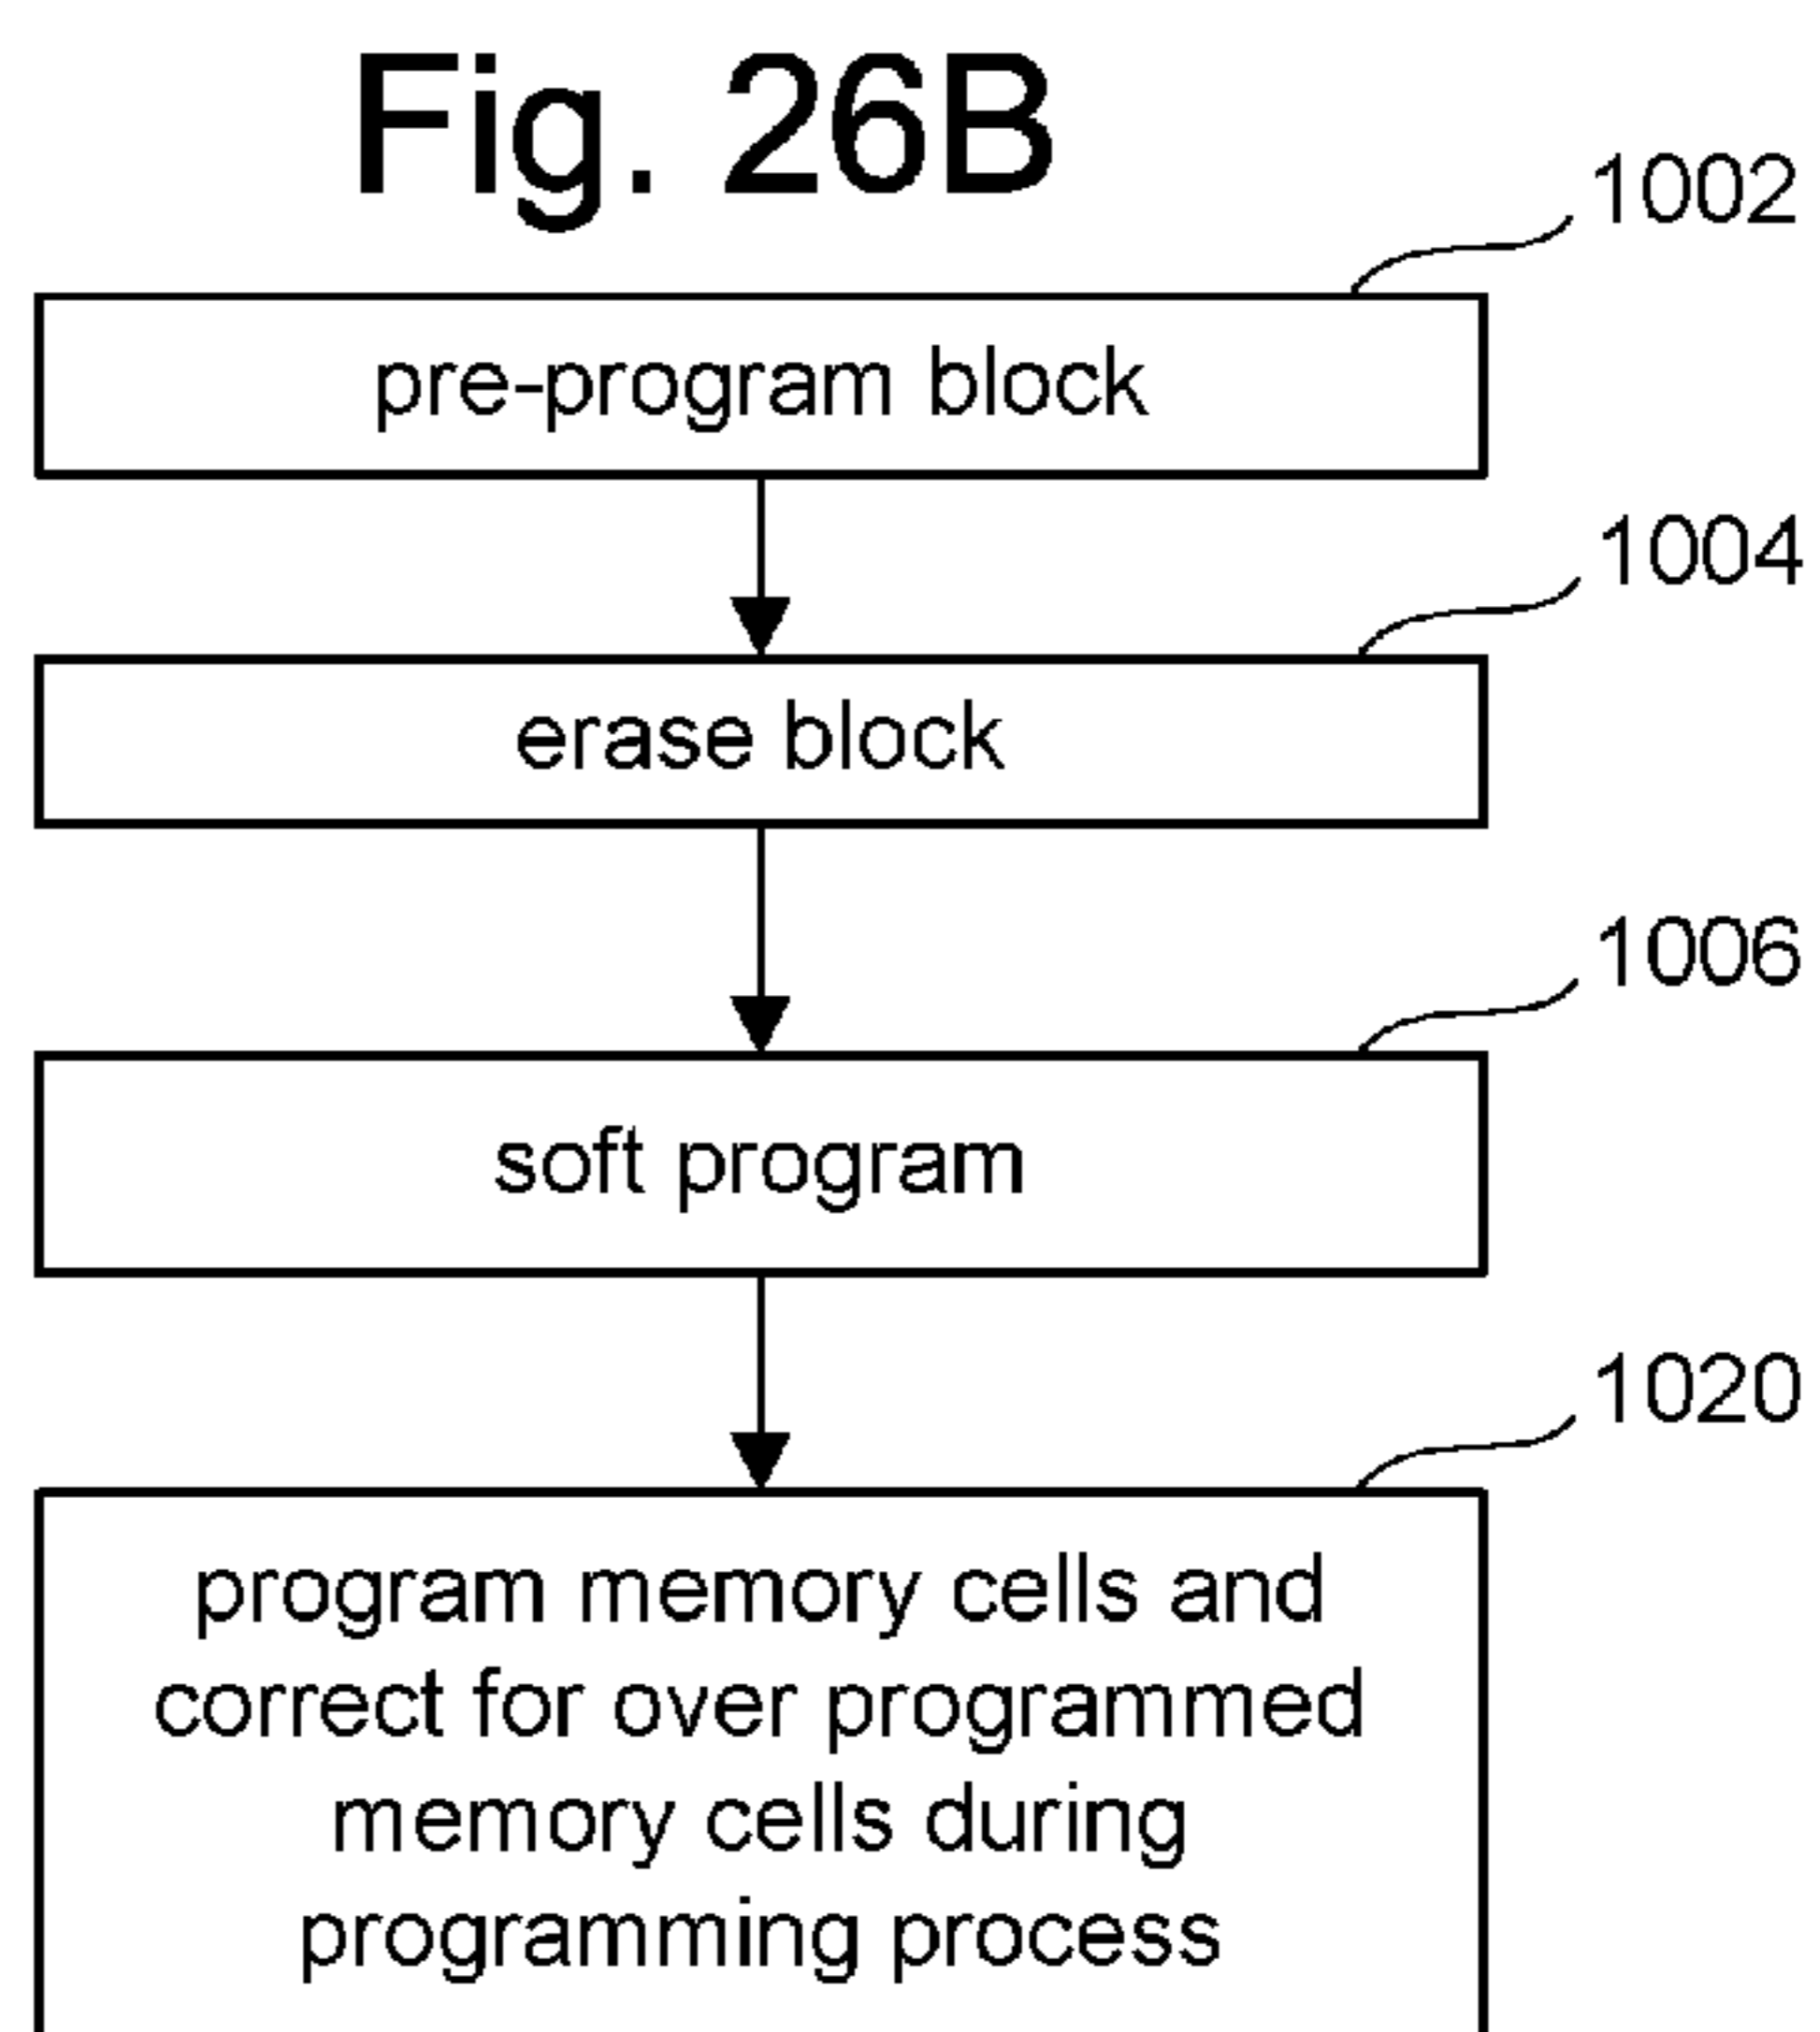 Fig. 26B
1002
pre-program block
1004
erase block
1006
soft program
1020
program memory cells and
correct for over programmed
memory cells during
programming process